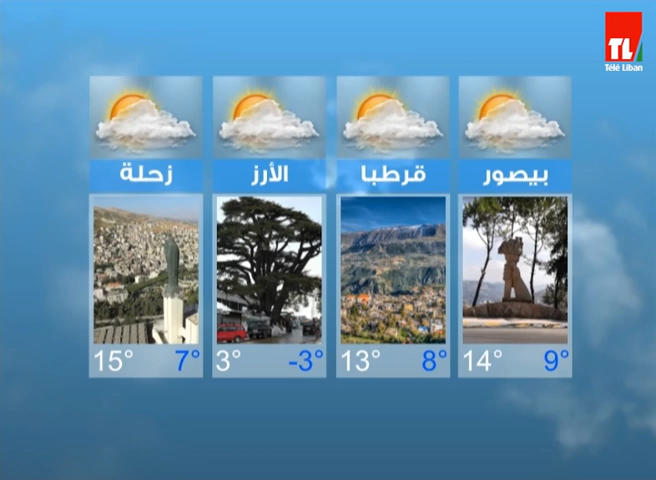 TL
Télé Liban
بيصور
قرطبا
الأرز
زحلة
14° 9°
13° 8°
3° -3°
15° 7°